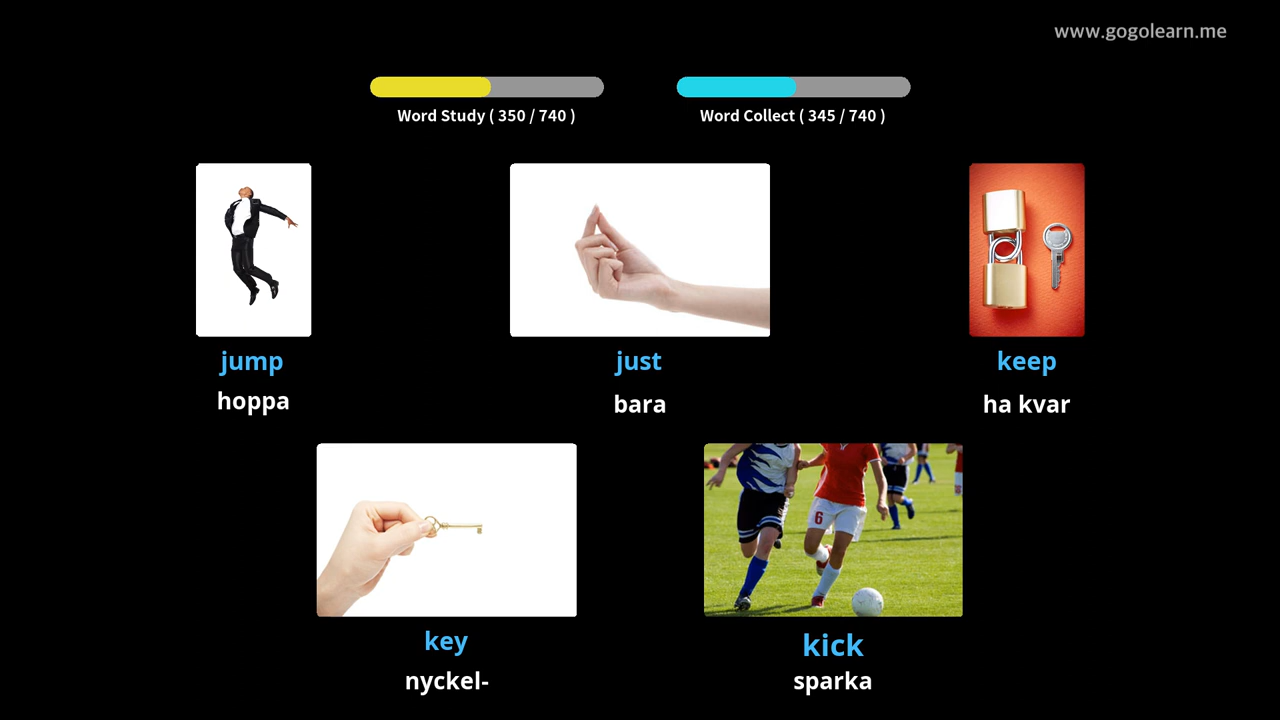 www.gogolearn.me
Word Study ( 350 / 740 )
Word Collect ( 345 / 740 )
jump
hoppa
just
bara
keep
ha kvar
key
nyckel-
kick
sparka
6